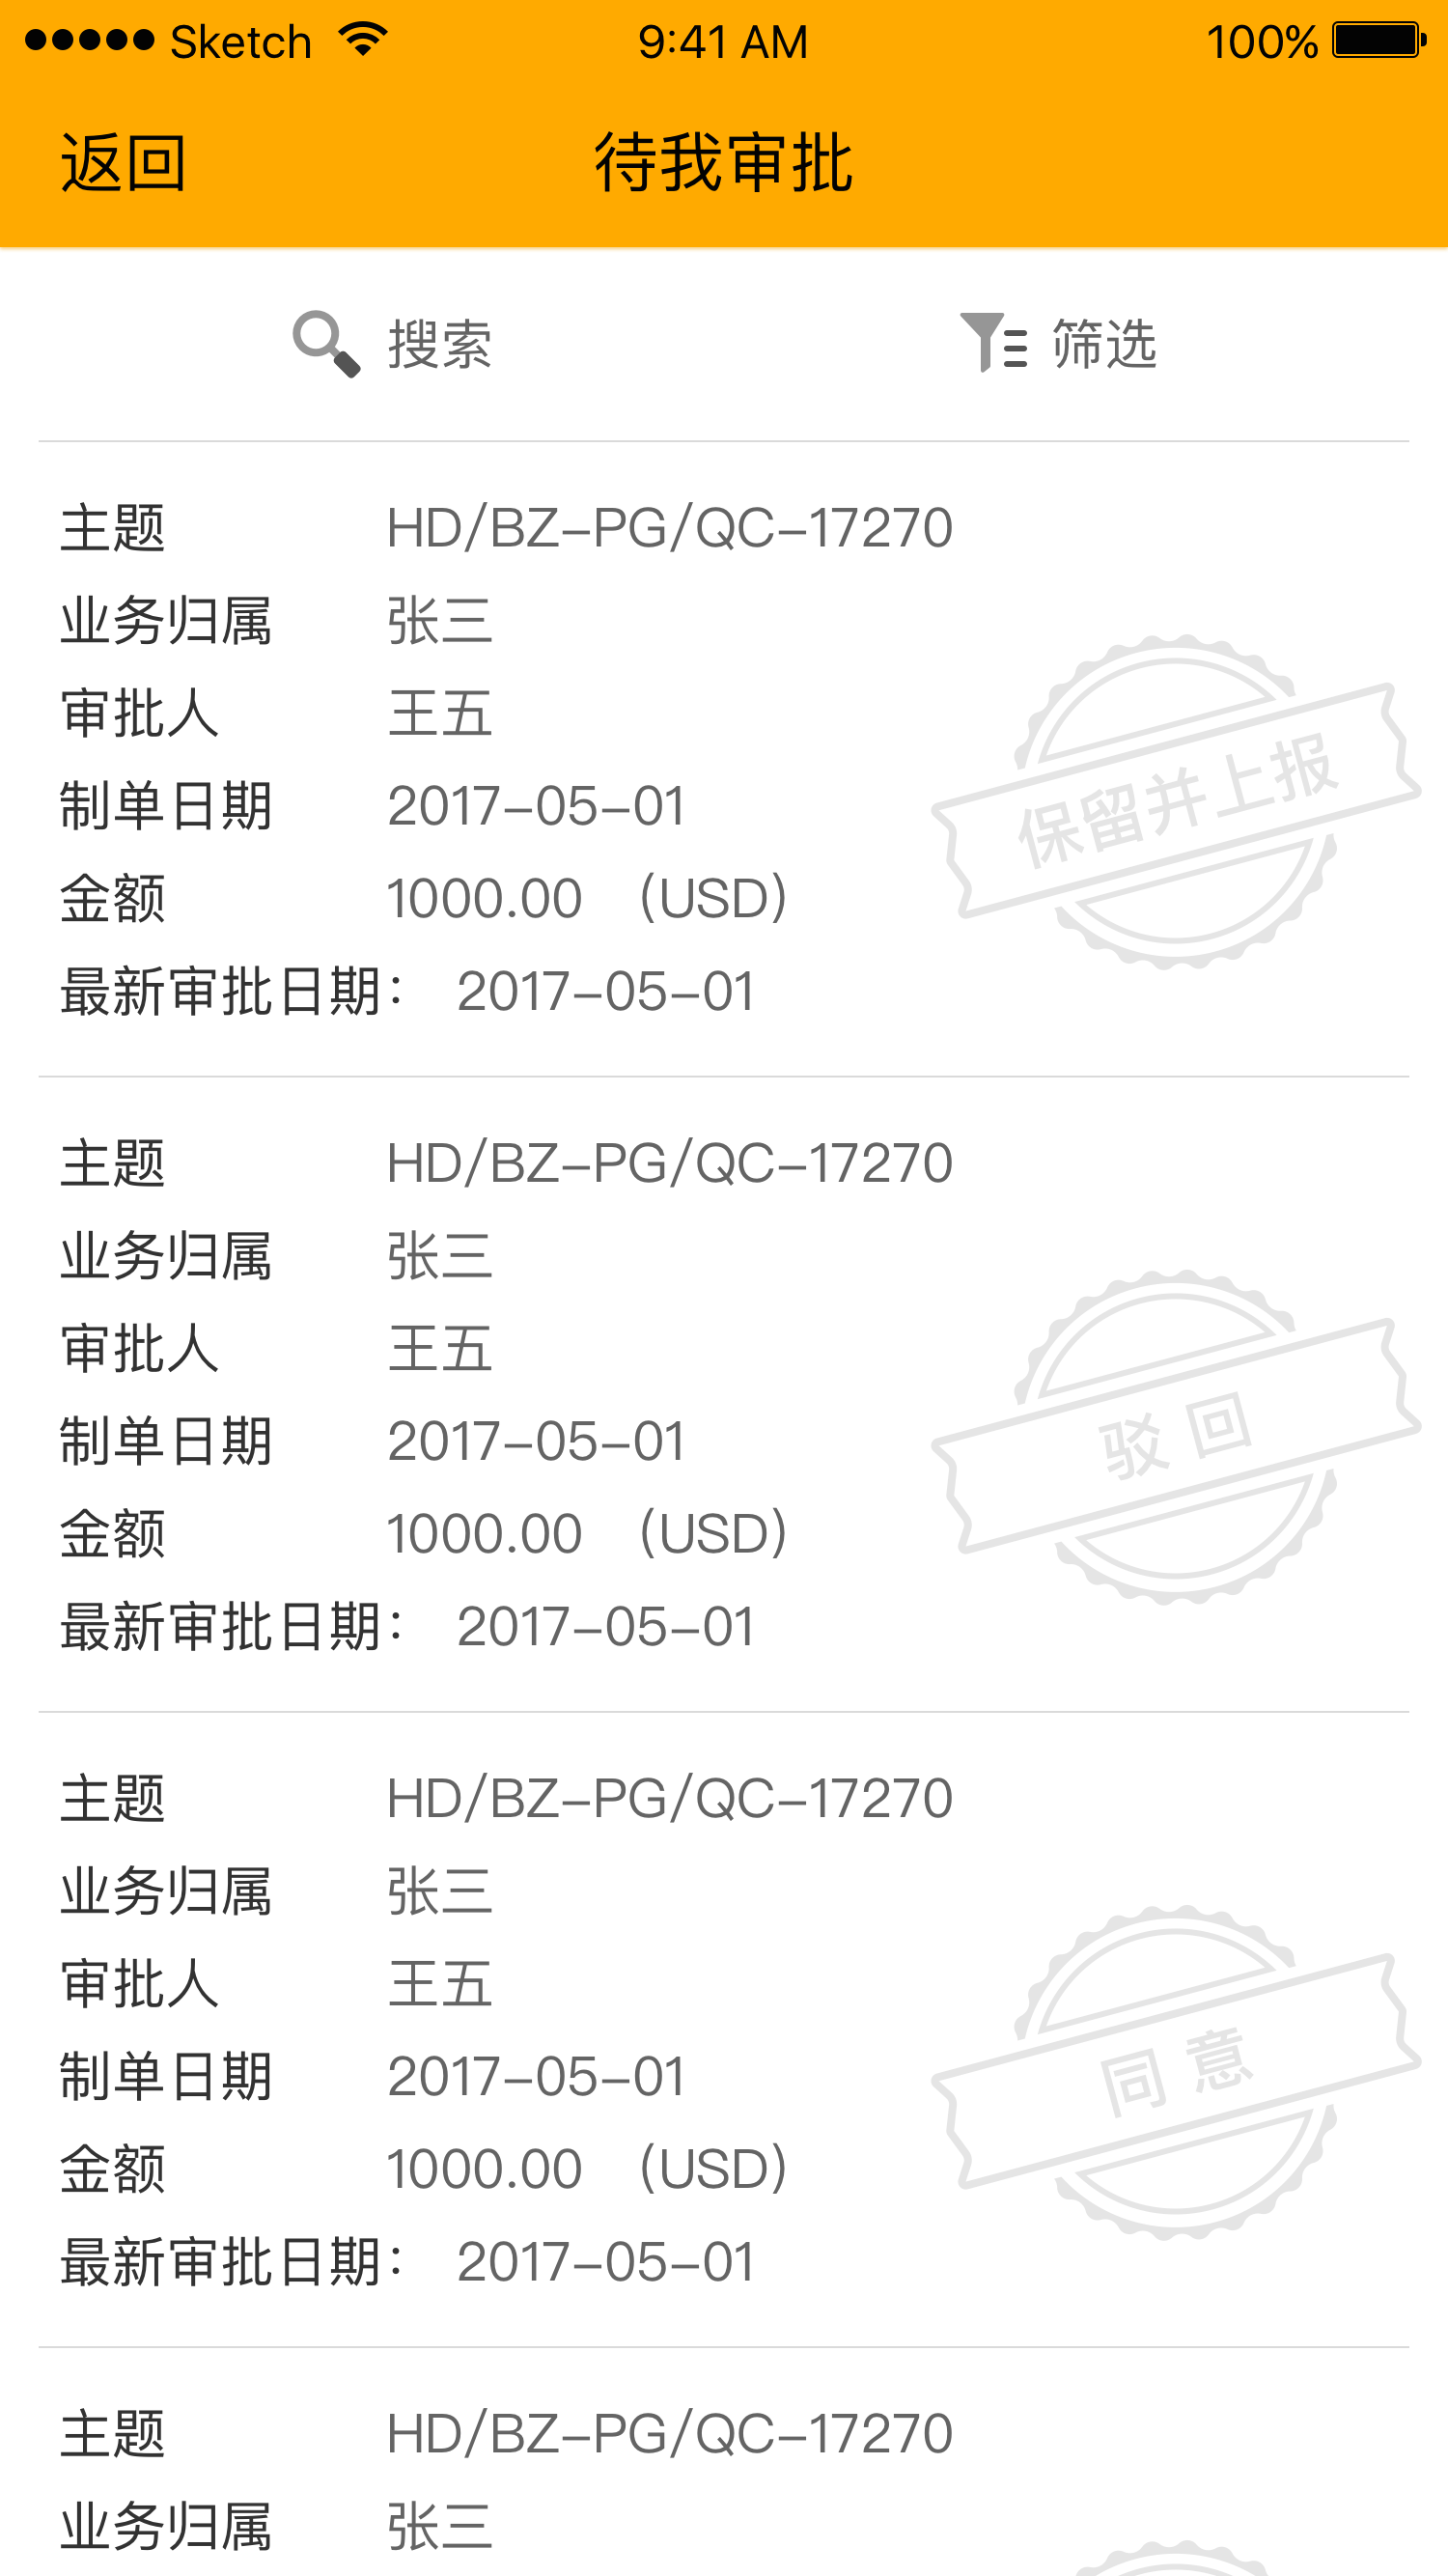 Sketch 9:41 AM 100%
返回 待我审批
搜索 筛选
主题 HD/BZ-PG/QC-17270
业务归属 张三
审批人 王五
制单日期 2017-05-01
金额 1000.00 (USD)
最新审批日期： 2017-05-01
保留并上报
主题 HD/BZ-PG/QC-17270
业务归属 张三
审批人 王五
制单日期 2017-05-01
金额 1000.00 (USD)
最新审批日期： 2017-05-01
驳回
主题 HD/BZ-PG/QC-17270
业务归属 张三
审批人 王五
制单日期 2017-05-01
金额 1000.00 (USD)
最新审批日期： 2017-05-01
同意
主题 HD/BZ-PG/QC-17270
业务归属 张三